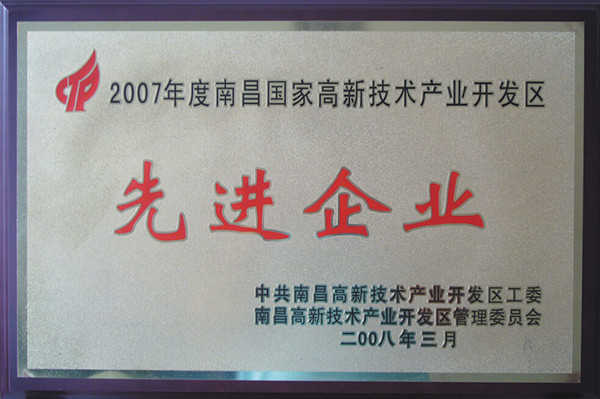 2007年度南昌国家高新技术产业开发区
先进企业
中共南昌高新技术产业开发区工委
南昌高新技术产业开发区管理委员会
二00八年三月